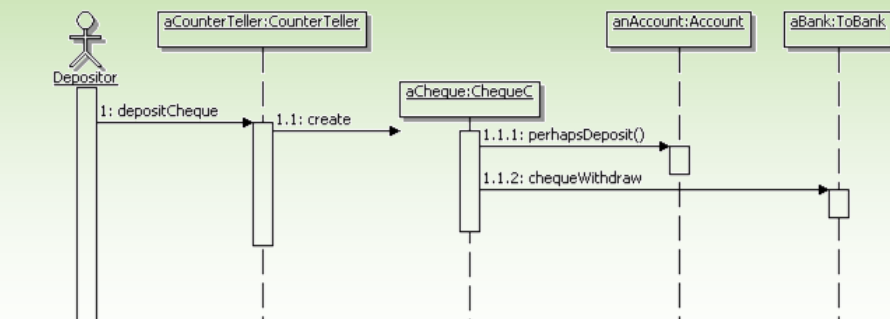 aCounterTeller:CounterTeller
anAccount:Account
aBank:ToBank
Depositor
aCheque:ChequeC
1: depositCheque
1.1: create
1.1.1: perhapsDeposit()
1.1.2: chequeWithdraw